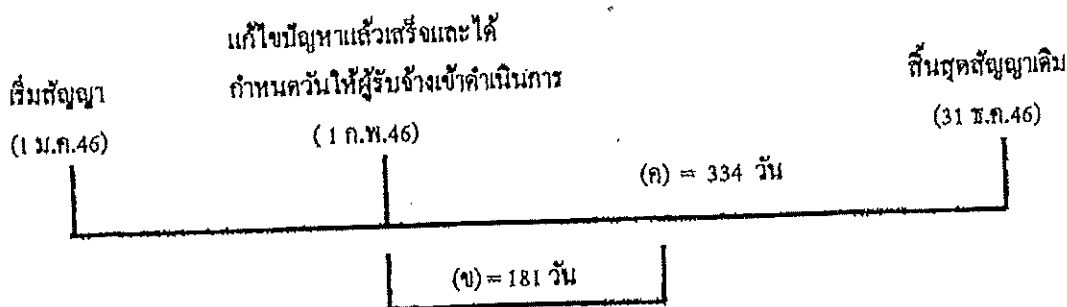 แก้ไขปัญหาแล้วเสร็จและได้
กำหนดวันให้ผู้รับจ้างเข้าดำเนินการ
(1 ก.พ.46)
เริ่มสัญญา
(1 ม.ค.46)
สิ้นสุดสัญญาเดิม
(31 ธ.ค.46)
(ค) = 334 วัน
(ข) = 181 วัน